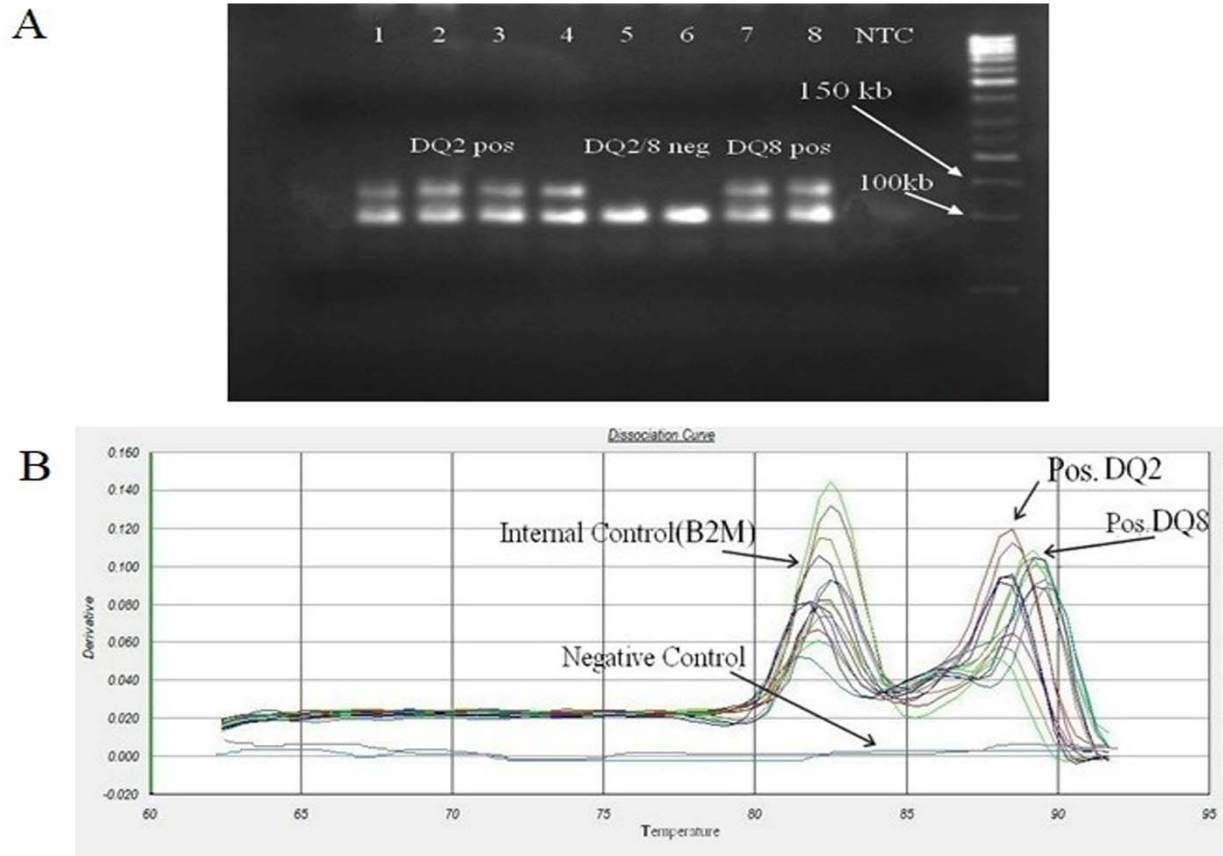 A
1 2 3 4 5 6 7 8 NTC
150 kb
DQ2 pos DQ2/8 neg DQ8 pos
100kb
B
Dissociation Curve
0.160
0.140
0.120
0.100
0.080
0.060
0.040
0.020
0.000
-0.020
Derivative
Pos. DQ2
Pos.DQ8
Internal Control(B2M)
Negative Control
60 65 70 75 80 85 90 95
Temperature